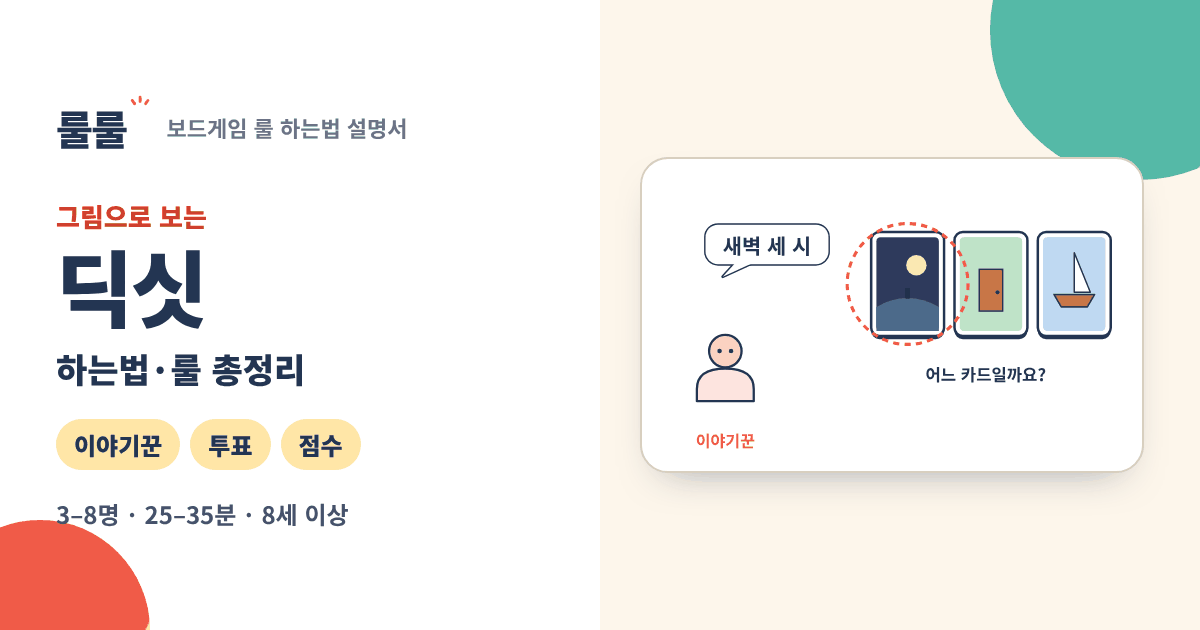 룰룰 보드게임 룰 하는법 설명서
그림으로 보는
딕싯
하는법·룰 총정리
이야기꾼 투표 점수
3–8명 · 25–35분 · 8세 이상
새벽 세 시
어느 카드일까요?
이야기꾼